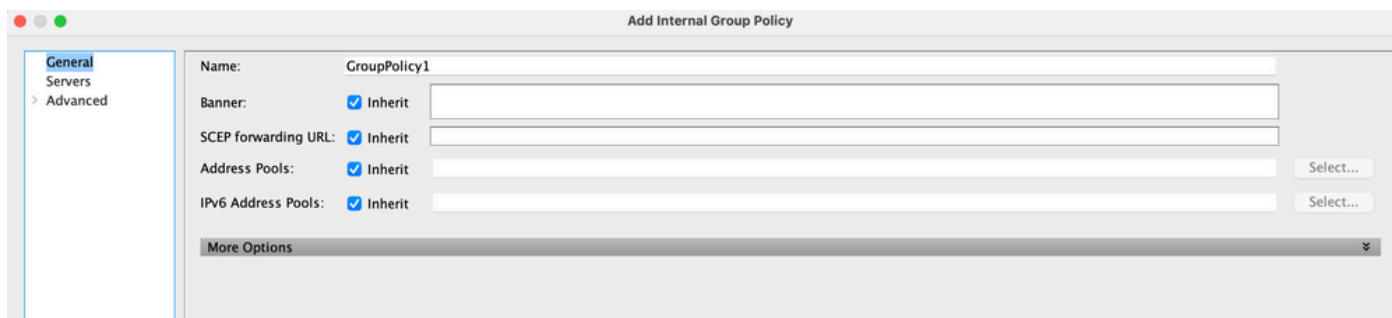 Add Internal Group Policy
General
Servers
Advanced
Name: GroupPolicy1
Banner: Inherit
SCEP forwarding URL: Inherit
Address Pools: Inherit Select...
IPv6 Address Pools: Inherit Select...
More Options